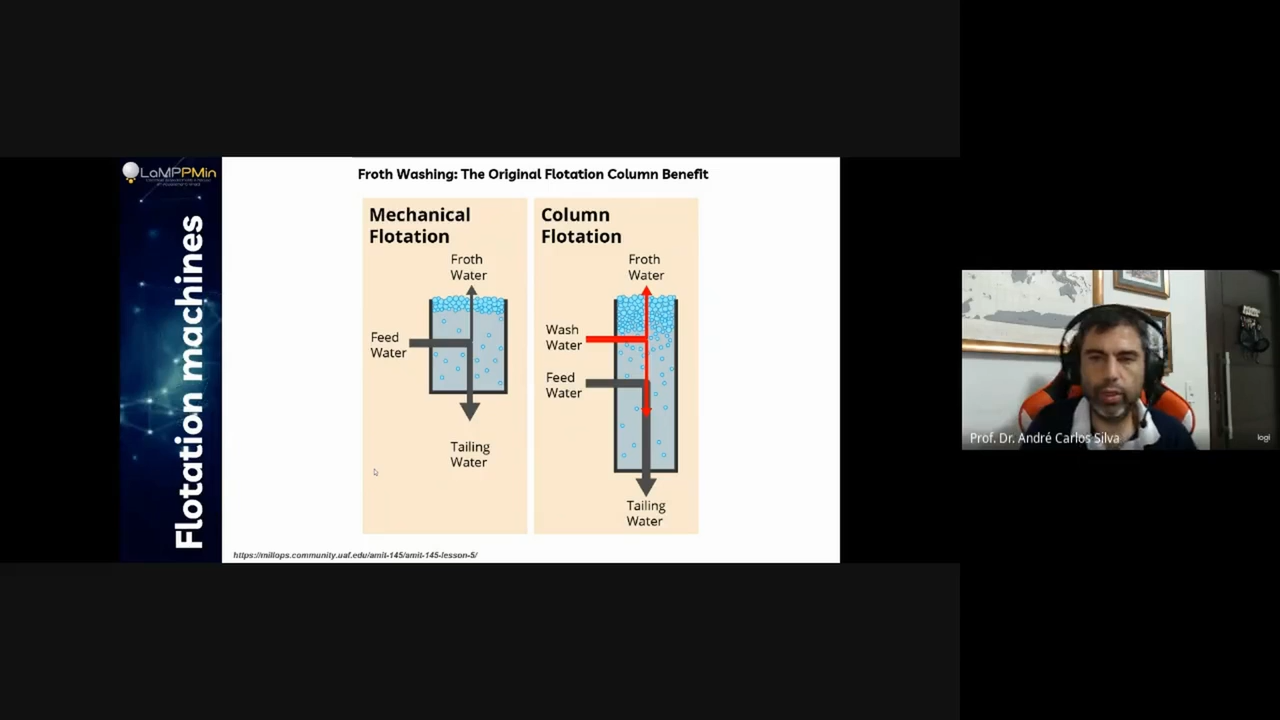 LaMPPMin
Flotation machines
Froth Washing: The Original Flotation Column Benefit
Mechanical
Flotation
Froth
Water
Feed
Water
Tailing
Water
Column
Flotation
Froth
Water
Wash
Water
Feed
Water
Tailing
Water
https://millops.community.uaf.edu/amit-145/amit-145-lesson-5/
Prof. Dr. André Carlos Silva
logi